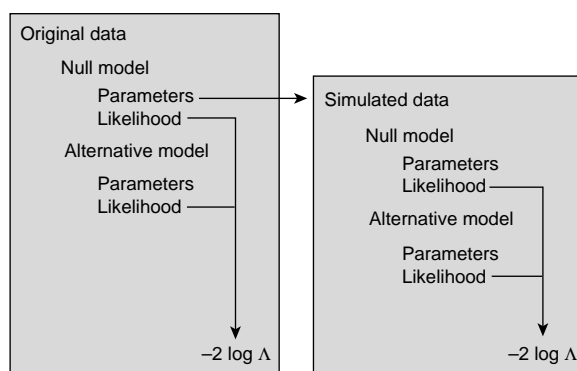 Original data
Null model
Parameters
Likelihood
Alternative model
Parameters
Likelihood
–2 log Λ
Simulated data
Null model
Parameters
Likelihood
Alternative model
Parameters
Likelihood
–2 log Λ